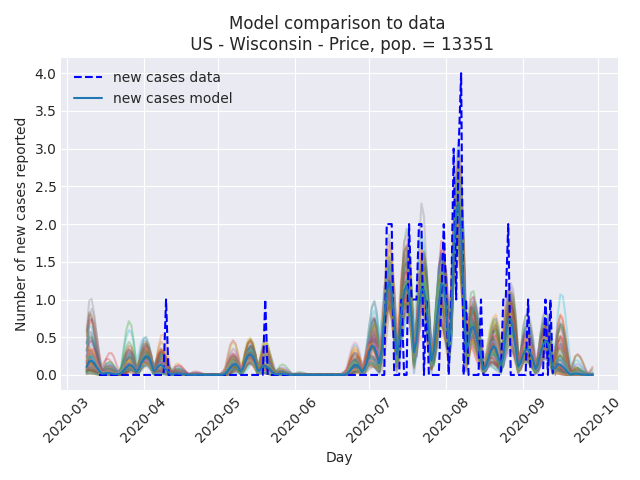 Model comparison to data
US - Wisconsin - Price, pop. = 13351
new cases data
new cases model
Number of new cases reported
4.0
3.5
3.0
2.5
2.0
1.5
1.0
0.5
0.0
2020-03
2020-04
2020-05
2020-06
2020-07
2020-08
2020-09
2020-10
Day